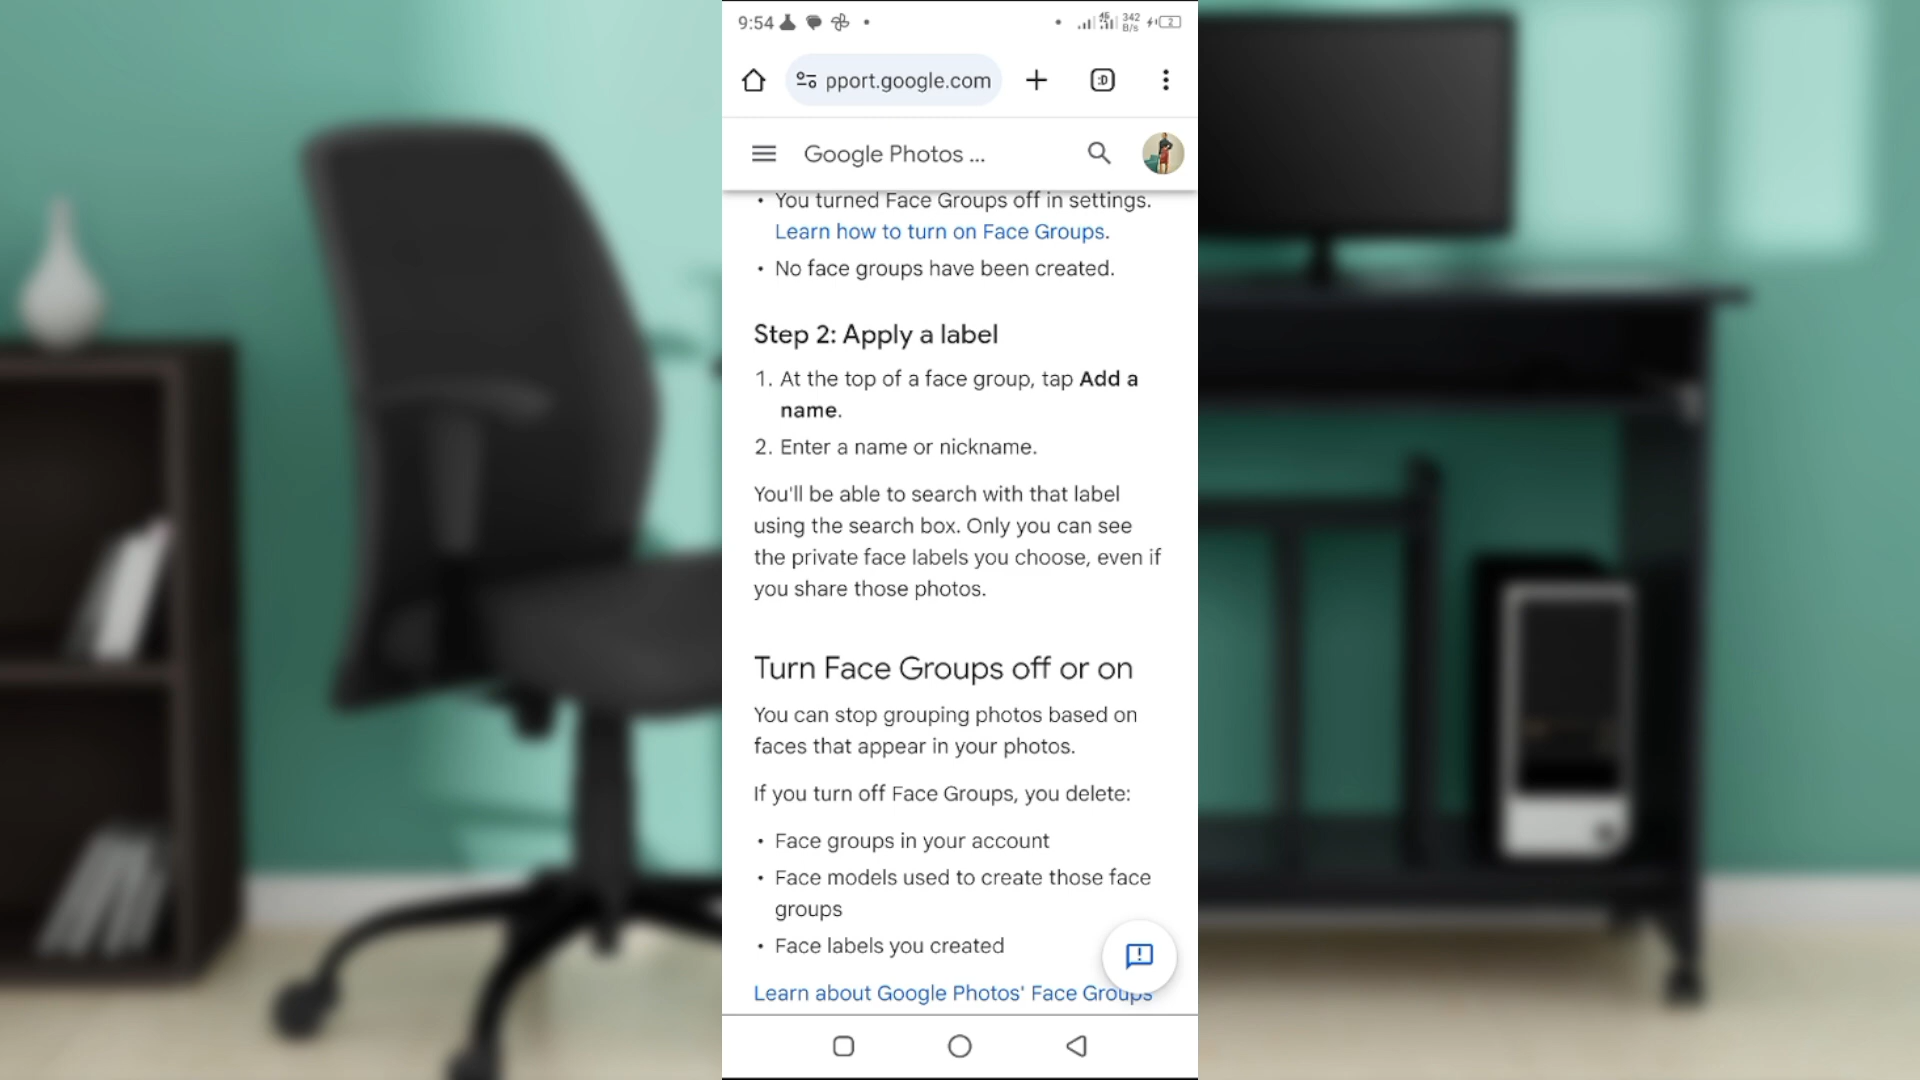 9:54
45
342
B/s
2
pport.google.com
:D
Google Photos ...
• You turned Face Groups off in settings.
Learn how to turn on Face Groups.
• No face groups have been created.
Step 2: Apply a label
1. At the top of a face group, tap Add a
name.
2. Enter a name or nickname.
You'll be able to search with that label
using the search box. Only you can see
the private face labels you choose, even if
you share those photos.
Turn Face Groups off or on
You can stop grouping photos based on
faces that appear in your photos.
If you turn off Face Groups, you delete:
• Face groups in your account
• Face models used to create those face
groups
• Face labels you created
Learn about Google Photos' Face Groups